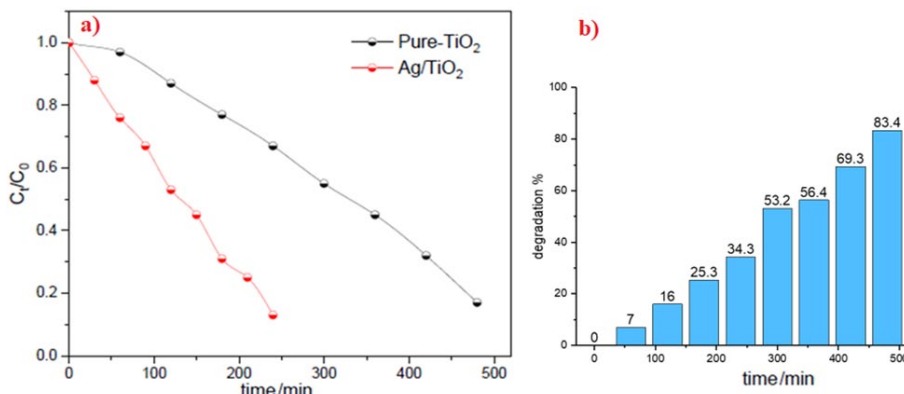 a)
Pure-TiO₂
Ag/TiO₂
Cₜ/C₀
1.0
0.8
0.6
0.4
0.2
0.0
0 100 200 300 400 500
time/min
b)
degradation %
100
80
60
40
20
0
0 7 16 25.3 34.3 53.2 56.4 69.3 83.4
0 100 200 300 400 500
time/min